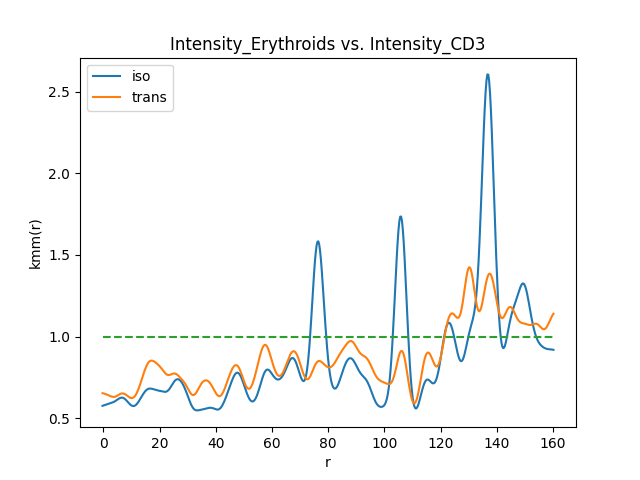 Intensity_Erythroids vs. Intensity_CD3
iso
trans
2.5
2.0
1.5
1.0
0.5
kmm(r)
0 20 40 60 80 100 120 140 160
r